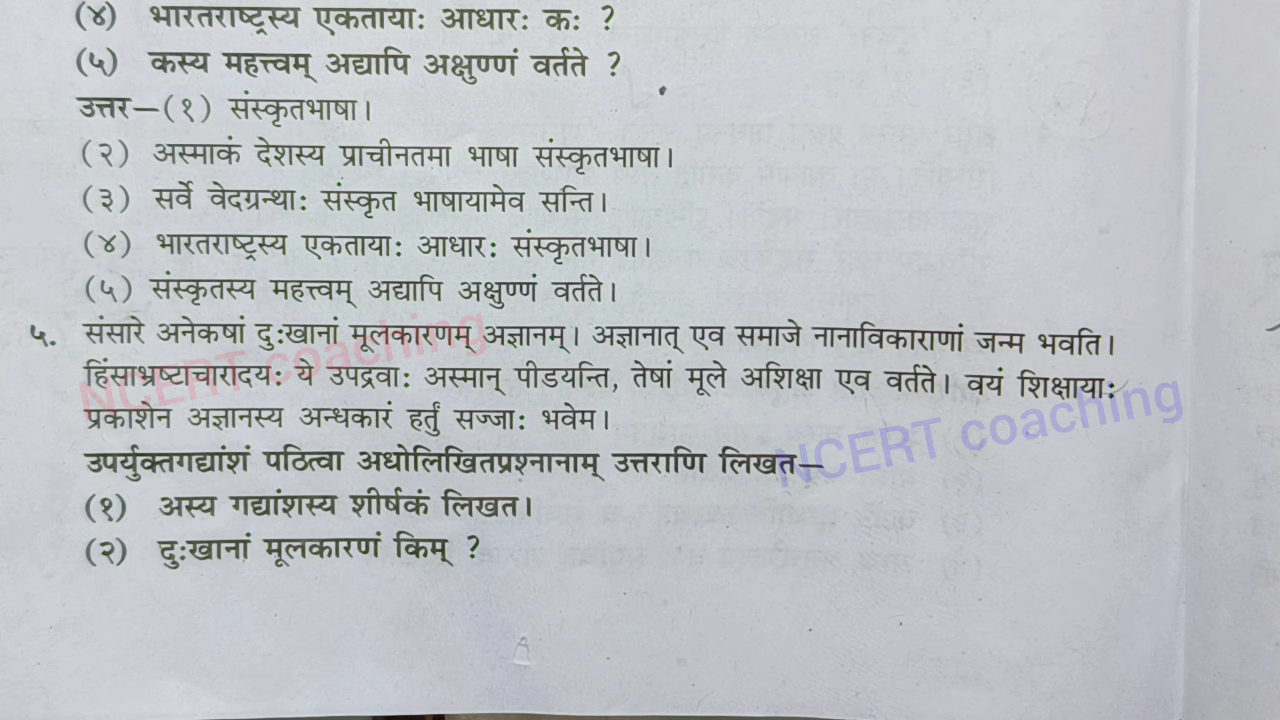 (४) भारतराष्ट्रस्य एकतायाः आधारः कः ?
(५) कस्य महत्त्वम् अद्यापि अक्षुण्णं वर्तते ?
उत्तर—(१) संस्कृतभाषा।
(२) अस्माकं देशस्य प्राचीनतमा भाषा संस्कृतभाषा।
(३) सर्वे वेदग्रन्थाः संस्कृत भाषायामेव सन्ति।
(४) भारतराष्ट्रस्य एकतायाः आधारः संस्कृतभाषा।
(५) संस्कृतस्य महत्त्वम् अद्यापि अक्षुण्णं वर्तते।
५. संसारे अनेकषां दुःखानां मूलकारणम् अज्ञानम्। अज्ञानात् एव समाजे नानाविकाराणां जन्म भवति।
हिंसाभ्रष्टाचारादयः ये उपद्रवाः अस्मान् पीडयन्ति, तेषां मूले अशिक्षा एव वर्तते। वयं शिक्षायाः
प्रकाशेन अज्ञानस्य अन्धकारं हर्तुं सज्जाः भवेम।
उपर्युक्तगद्यांशं पठित्वा अधोलिखितप्रश्नानाम् उत्तराणि लिखत—
(१) अस्य गद्यांशस्य शीर्षकं लिखत।
(२) दुःखानां मूलकारणं किम् ?
NCERT coaching
NCERT coaching